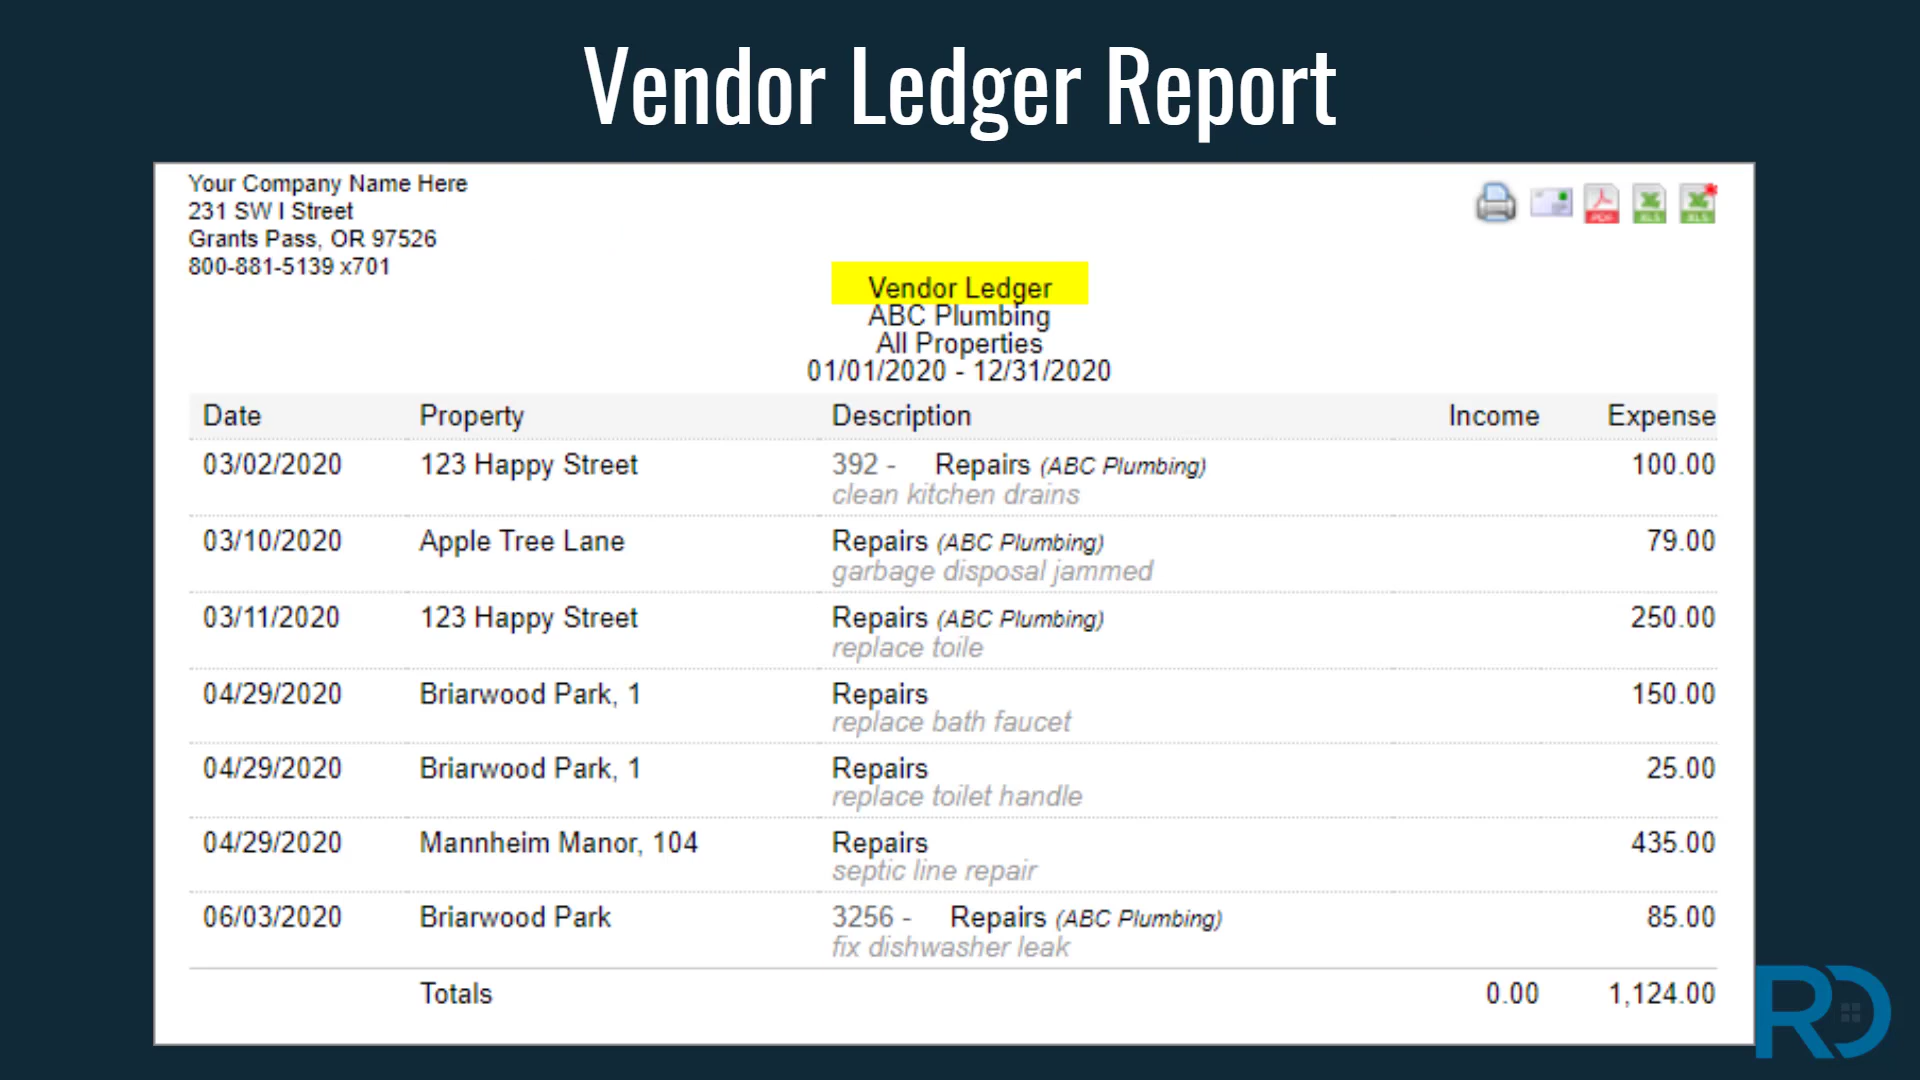 Vendor Ledger Report
Your Company Name Here
231 SW I Street
Grants Pass, OR 97526
800-881-5139 x701
PDF XLS XLS
Vendor Ledger
ABC Plumbing
All Properties
01/01/2020 - 12/31/2020
Date Property Description Income Expense
03/02/2020 123 Happy Street 392 - Repairs (ABC Plumbing) 100.00
clean kitchen drains
03/10/2020 Apple Tree Lane Repairs (ABC Plumbing) 79.00
garbage disposal jammed
03/11/2020 123 Happy Street Repairs (ABC Plumbing) 250.00
replace toile
04/29/2020 Briarwood Park, 1 Repairs 150.00
replace bath faucet
04/29/2020 Briarwood Park, 1 Repairs 25.00
replace toilet handle
04/29/2020 Mannheim Manor, 104 Repairs 435.00
septic line repair
06/03/2020 Briarwood Park 3256 - Repairs (ABC Plumbing) 85.00
fix dishwasher leak
Totals 0.00 1,124.00
RD